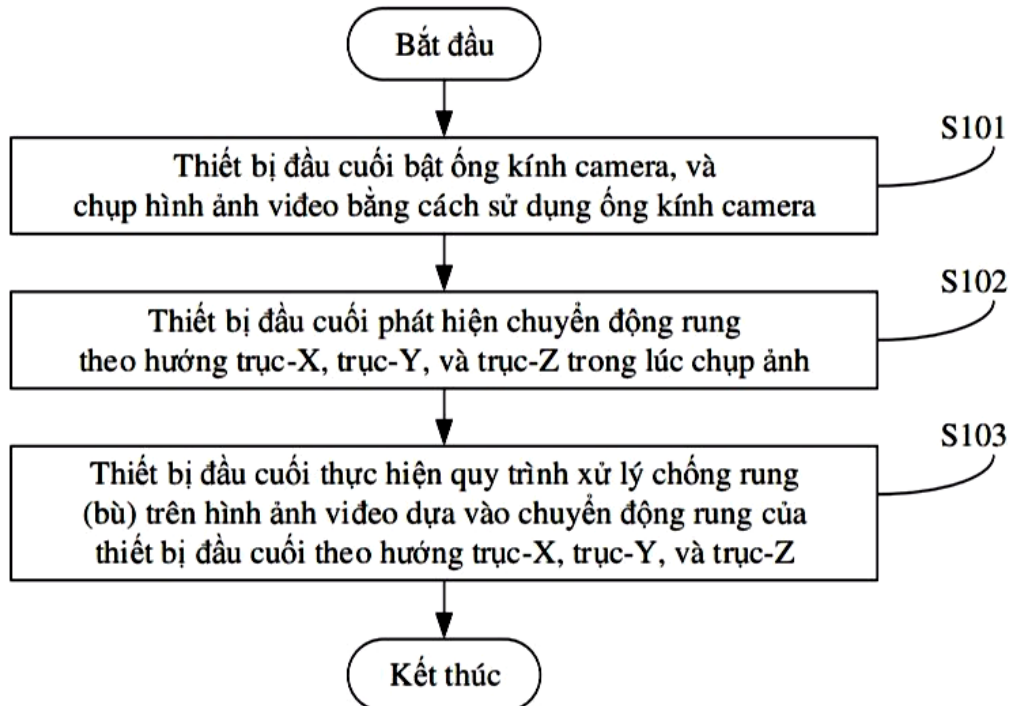 Bắt đầu
S101
Thiết bị đầu cuối bật ống kính camera, và
chụp hình ảnh viđeo bằng cách sử dụng ống kính camera
S102
Thiết bị đầu cuối phát hiện chuyển động rung
theo hướng trục-X, trục-Y, và trục-Z trong lúc chụp ảnh
S103
Thiết bị đầu cuối thực hiện quy trình xử lý chống rung
(bù) trên hình ảnh viđeo dựa vào chuyển động rung của
thiết bị đầu cuối theo hướng trục-X, trục-Y, và trục-Z
Kết thúc